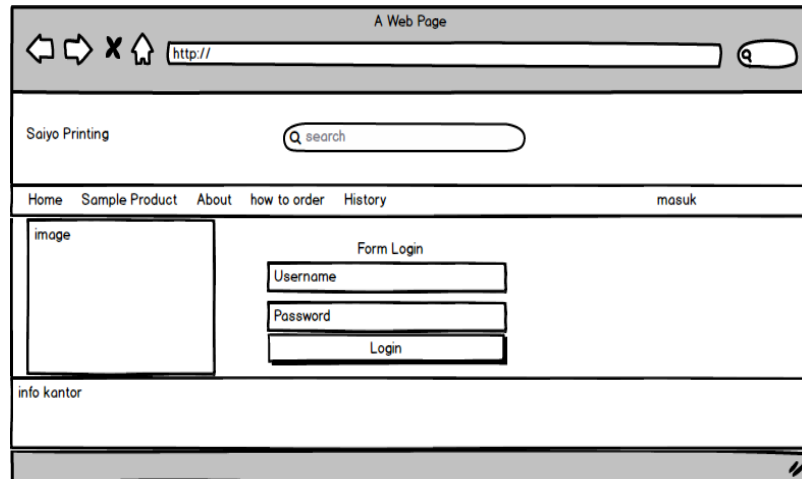 A Web Page
http://
Saiyo Printing
search
Home Sample Product About how to order History masuk
image
Form Login
Username
Password
Login
info kantor